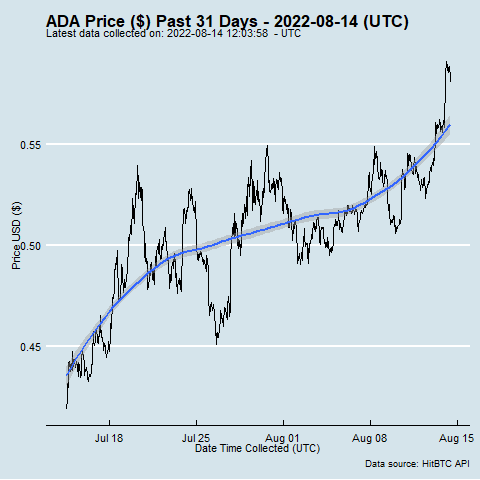 ADA Price ($) Past 31 Days - 2022-08-14 (UTC)
Latest data collected on: 2022-08-14 12:03:58 - UTC
0.55
0.50
0.45
Price USD ($)
Jul 18
Jul 25
Aug 01
Aug 08
Aug 15
Date Time Collected (UTC)
Data source: HitBTC API